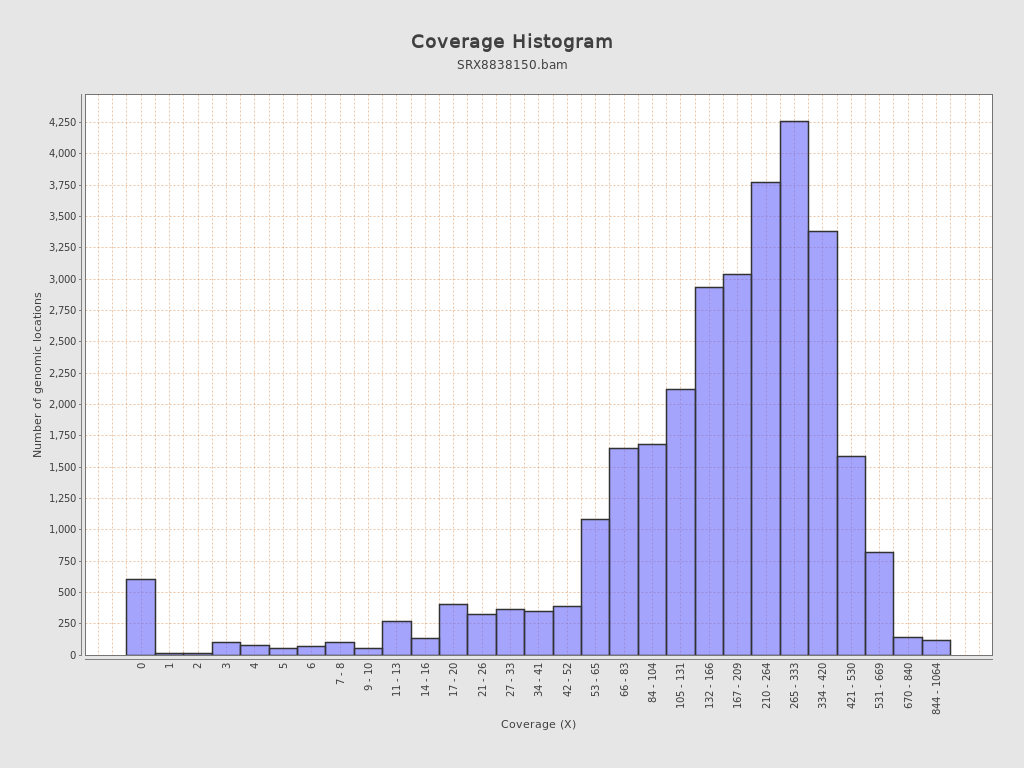 Coverage Histogram
SRX8838150.bam
Number of genomic locations
4,250
4,000
3,750
3,500
3,250
3,000
2,750
2,500
2,250
2,000
1,750
1,500
1,250
1,000
750
500
250
0
0
1
2
3
4
5
6
7 - 8
9 - 10
11 - 13
14 - 16
17 - 20
21 - 26
27 - 33
34 - 41
42 - 52
53 - 65
66 - 83
84 - 104
105 - 131
132 - 166
167 - 209
210 - 264
265 - 333
334 - 420
421 - 530
531 - 669
670 - 840
844 - 1064
Coverage (X)